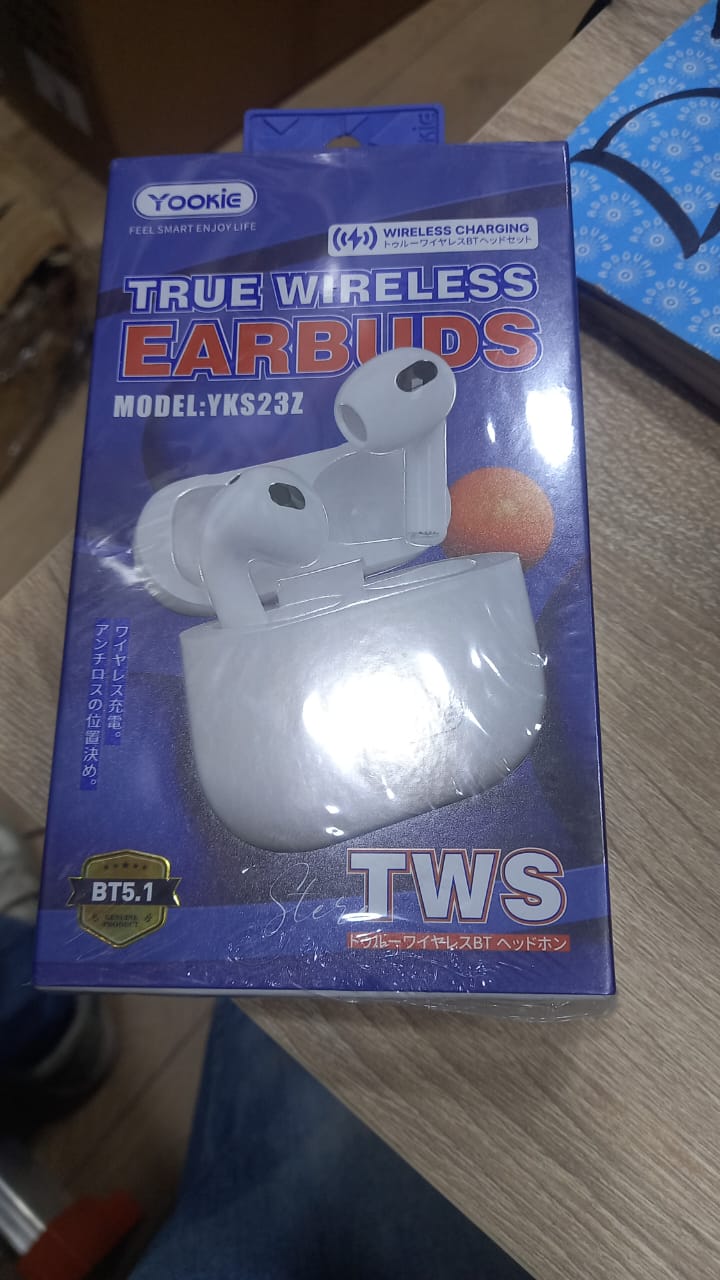 YOOKIE
FEEL SMART ENJOY LIFE
WIRELESS CHARGING
トゥルーワイヤレスBTヘッドセット
TRUE WIRELESS
EARBUDS
MODEL:YKS23Z
ワイヤレス充電。
アンチロスの位置決め。
BT5.1
GENUINE
PRODUCT
TWS
トゥルーワイヤレスBT ヘッドホン